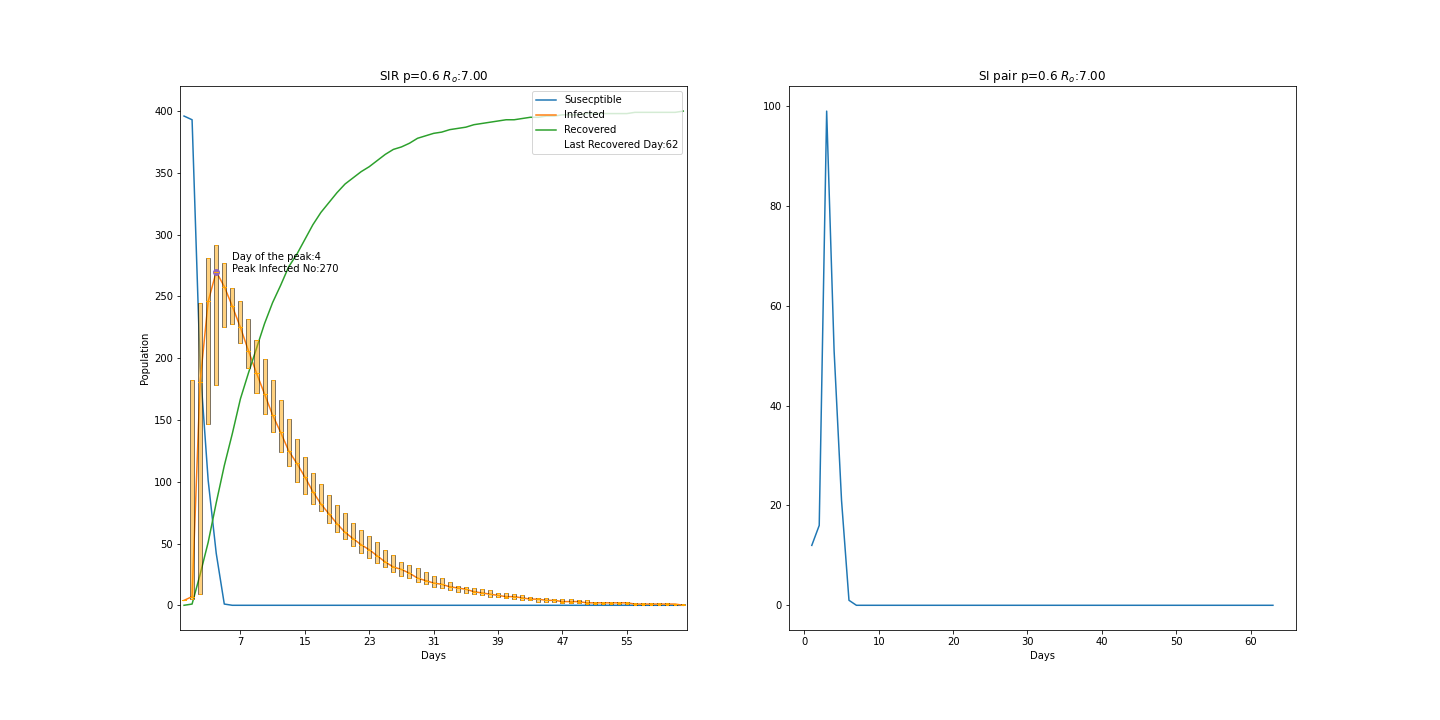 SIR p=0.6 Rₒ:7.00
400
350
300
250
200
150
100
50
0
Population
Susecptible
Infected
Recovered
Last Recovered Day:62
Day of the peak:4
Peak Infected No:270
7 15 23 31 39 47 55
Days
SI pair p=0.6 Rₒ:7.00
100
80
60
40
20
0
0 10 20 30 40 50 60
Days